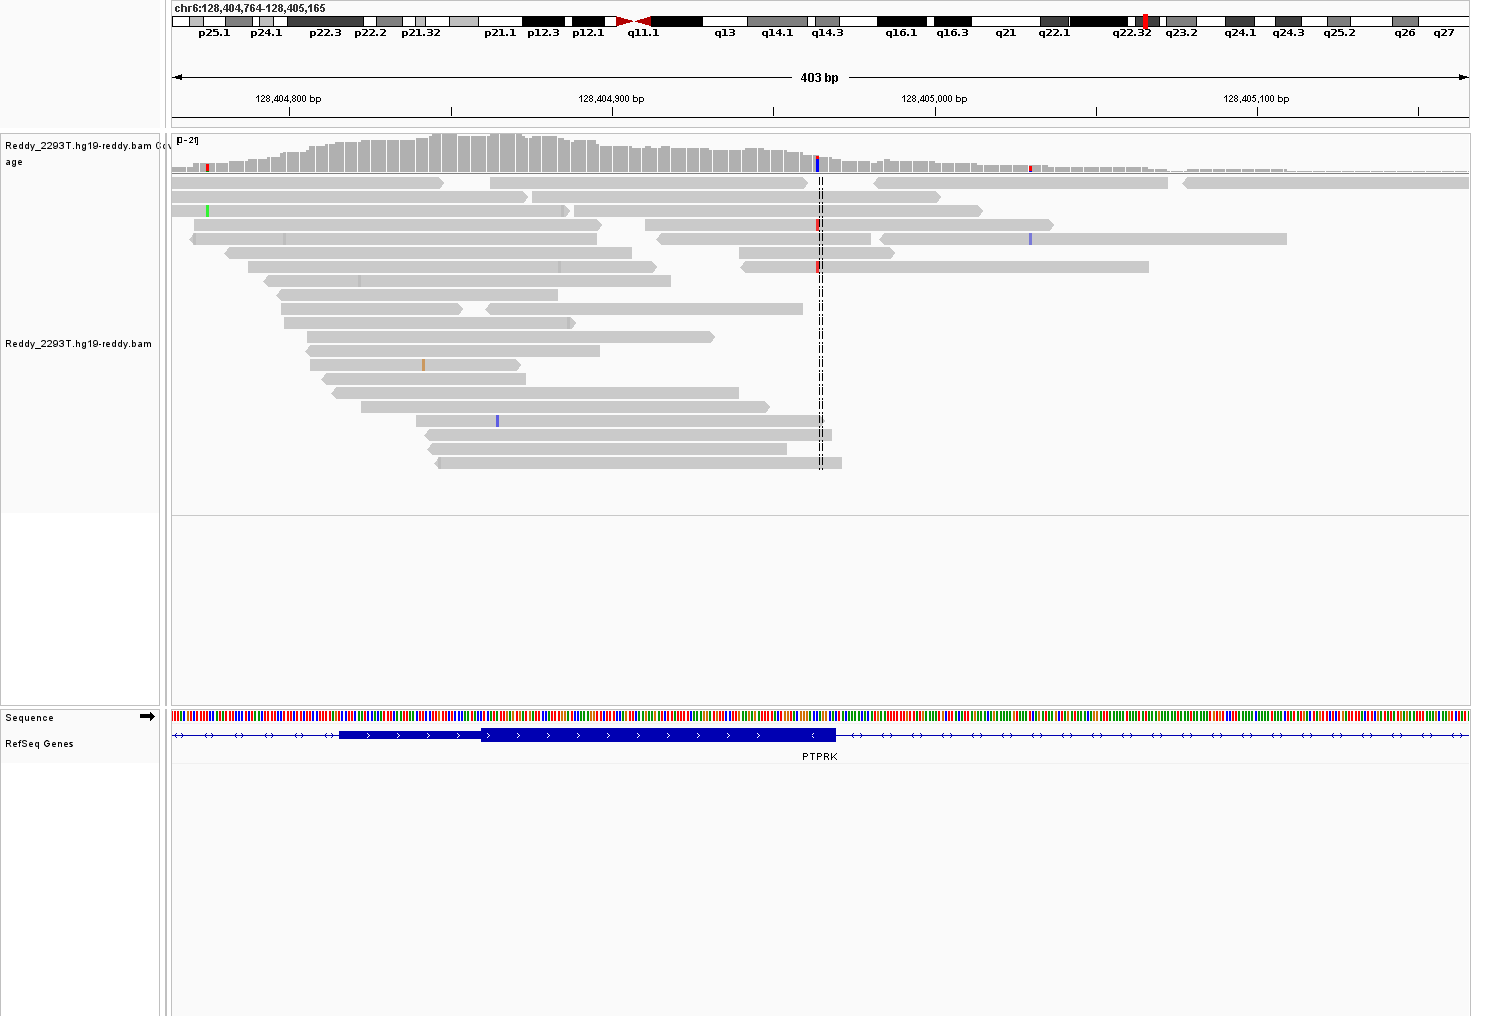 chr6:128,404,764-128,405,165
p25.1 p24.1 p22.3 p22.2 p21.32 p21.1 p12.3 p12.1 q11.1 q13 q14.1 q14.3 q16.1 q16.3 q21 q22.1 q22.32 q23.2 q24.1 q24.3 q25.2 q26 q27
403 bp
128,404,800 bp 128,404,900 bp 128,405,000 bp 128,405,100 bp
[0-21]
Reddy_2293T.hg19-reddy.bam Cov
age
Reddy_2293T.hg19-reddy.bam
Sequence
RefSeq Genes
PTPRK